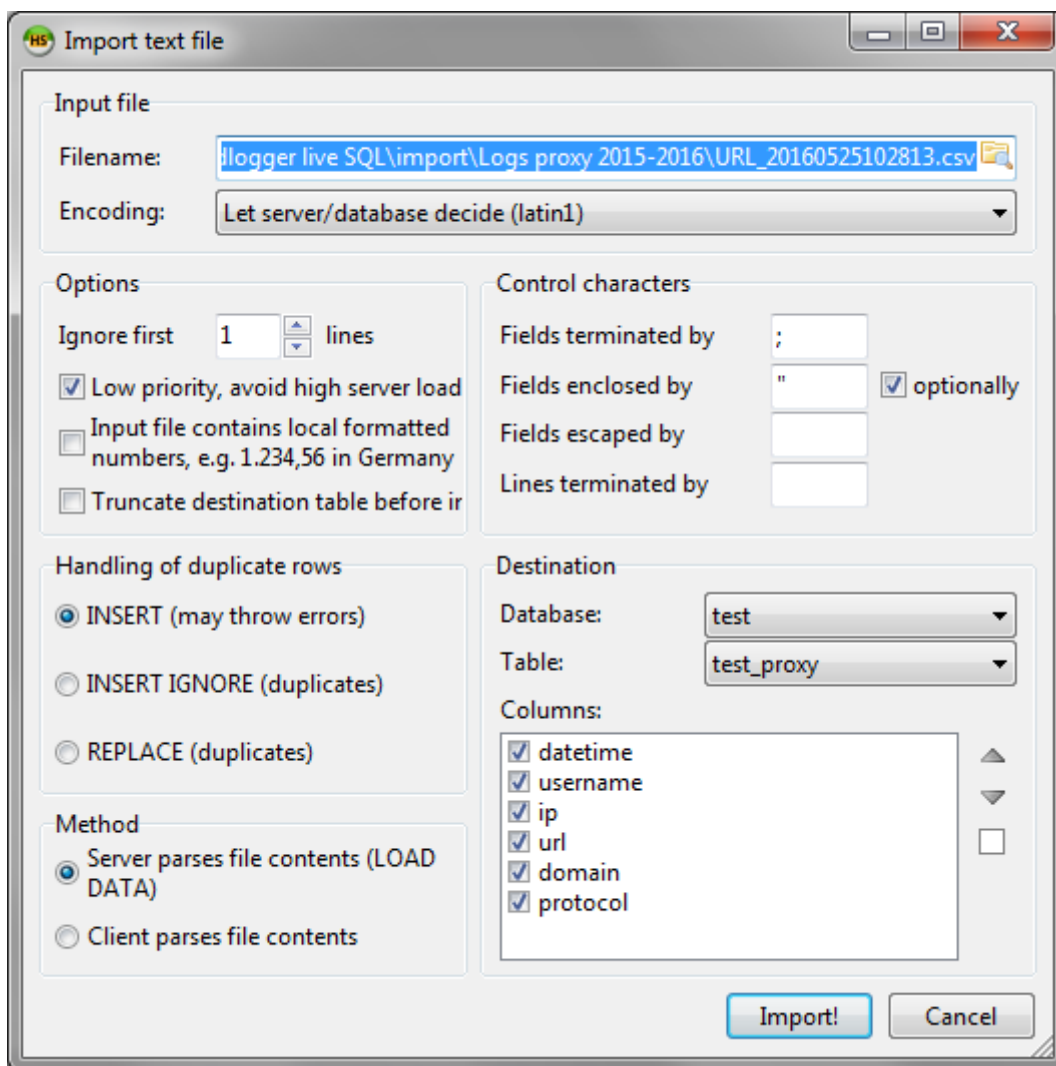 HS Import text file
Input file
Filename: dlogger live SQL\import\Logs proxy 2015-2016\URL_20160525102813.csv
Encoding: Let server/database decide (latin1)
Options
Ignore first 1 lines
Low priority, avoid high server load
Input file contains local formatted
numbers, e.g. 1.234,56 in Germany
Truncate destination table before ir
Control characters
Fields terminated by ;
Fields enclosed by " optionally
Fields escaped by
Lines terminated by
Handling of duplicate rows
INSERT (may throw errors)
INSERT IGNORE (duplicates)
REPLACE (duplicates)
Method
Server parses file contents (LOAD
DATA)
Client parses file contents
Destination
Database: test
Table: test_proxy
Columns:
datetime
username
ip
url
domain
protocol
Import! Cancel